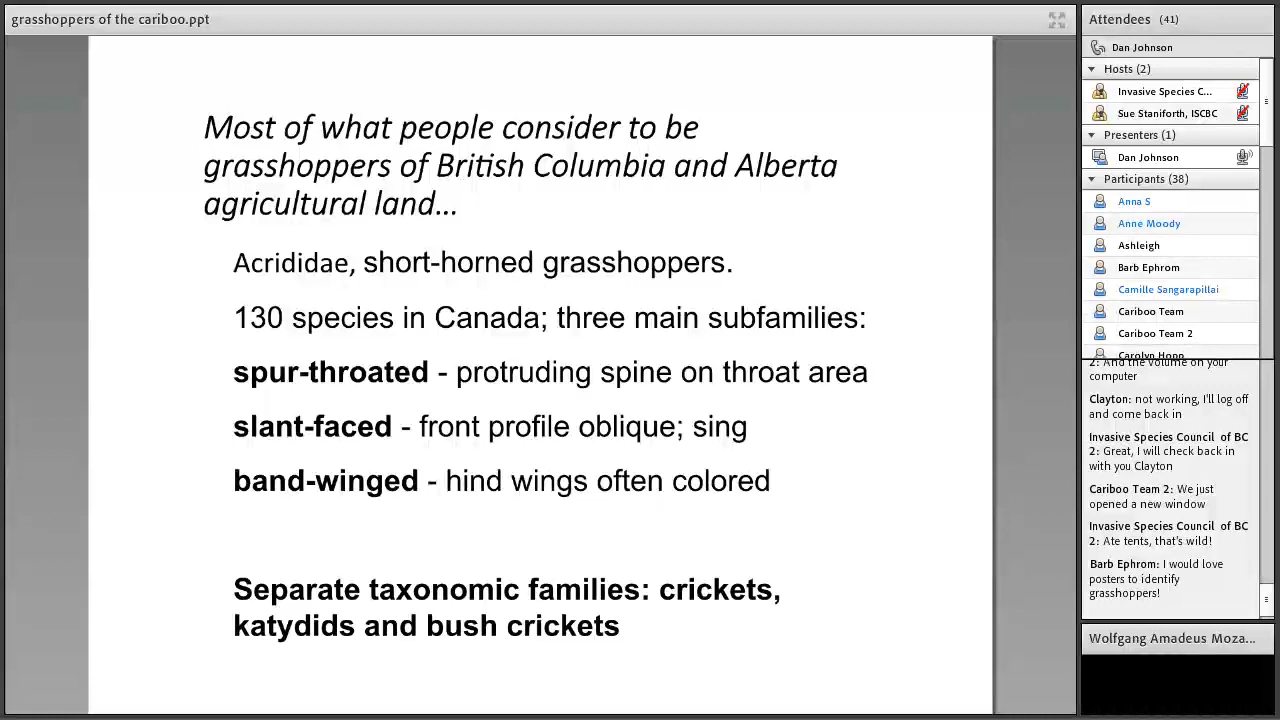 grasshoppers of the cariboo.ppt
Most of what people consider to be
grasshoppers of British Columbia and Alberta
agricultural land...
Acrididae, short-horned grasshoppers.
130 species in Canada; three main subfamilies:
spur-throated - protruding spine on throat area
slant-faced - front profile oblique; sing
band-winged - hind wings often colored
Separate taxonomic families: crickets,
katydids and bush crickets
Attendees (41)
Dan Johnson
Hosts (2)
Invasive Species C...
Sue Staniforth, ISCBC
Presenters (1)
Dan Johnson
Participants (38)
Anna S
Anne Moody
Ashleigh
Barb Ephrom
Camille Sangarapillai
Cariboo Team
Cariboo Team 2
Carolyn Hopp
2: And the volume on your
computer
Clayton: not working, I'll log off
and come back in
Invasive Species Council of BC
2: Great, I will check back in
with you Clayton
Cariboo Team 2: We just
opened a new window
Invasive Species Council of BC
2: Ate tents, that's wild!
Barb Ephrom: I would love
posters to identify
grasshoppers!
Wolfgang Amadeus Moza...